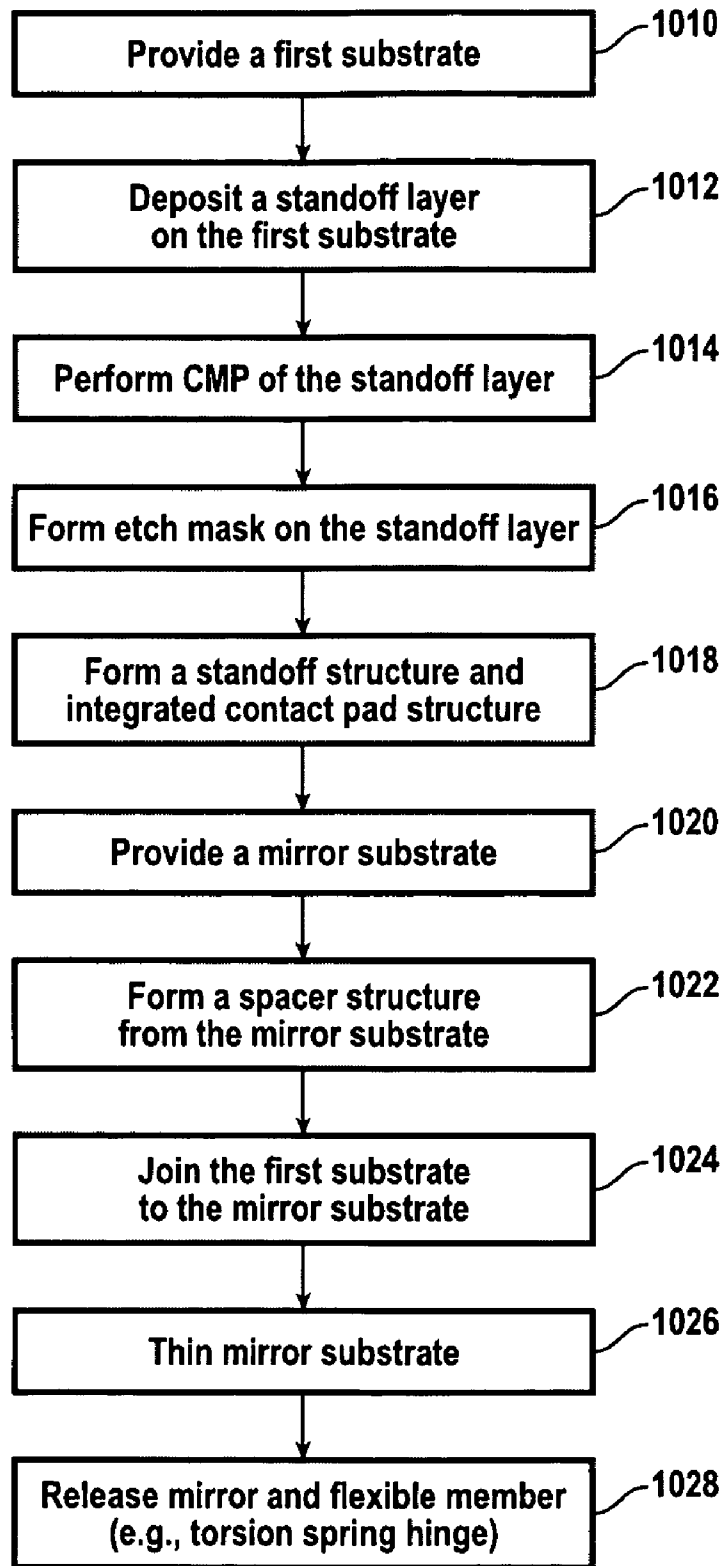 1010
Provide a first substrate
1012
Deposit a standoff layer
on the first substrate
1014
Perform CMP of the standoff layer
1016
Form etch mask on the standoff layer
1018
Form a standoff structure and
integrated contact pad structure
1020
Provide a mirror substrate
1022
Form a spacer structure
from the mirror substrate
1024
Join the first substrate
to the mirror substrate
1026
Thin mirror substrate
1028
Release mirror and flexible member
(e.g., torsion spring hinge)